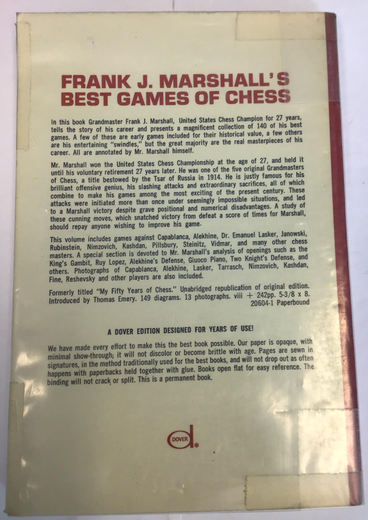 FRANK J. MARSHALL'S
BEST GAMES OF CHESS
In this book Grandmaster Frank J. Marshall, United States Chess Champion for 27 years,
tells the story of his career and presents a magnificent collection of 140 of his best
games. A few of these are early games included for their historical value, a few others
are his entertaining "swindles," but the great majority are the real masterpieces of his
career. All are annotated by Mr. Marshall himself.
Mr. Marshall won the United States Chess Championship at the age of 27, and held it
until his voluntary retirement 27 years later. He was one of the five original Grandmasters
of Chess, a title bestowed by the Tsar of Russia in 1914. He is justly famous for his
brilliant offensive genius, his slashing attacks and extraordinary sacrifices, all of which
combine to make his games among the most exciting of the present century. These
attacks were initiated more than once under seemingly impossible situations, and led
to a Marshall victory despite grave positional and numerical disadvantages. A study of
these cunning moves, which snatched victory from defeat a score of times for Marshall,
should repay anyone wishing to improve his game.
This volume includes games against Capablanca, Alekhine, Dr. Emanuel Lasker, Janowski,
Rubinstein, Nimzovich, Kashdan, Pillsbury, Steinitz, Vidmar, and many other chess
masters. A special section is devoted to Mr. Marshall's analysis of openings such as the
King's Gambit, Ruy Lopez, Alekhine's Defense, Giuoco Piano, Two Knight's Defense, and
others. Photographs of Capablanca, Alekhine, Lasker, Tarrasch, Nimzovich, Kashdan,
Fine, Reshevsky and other players are also included.
Formerly titled "My Fifty Years of Chess." Unabridged republication of original edition.
Introduced by Thomas Emery. 149 diagrams. 13 photographs. viii + 242pp. 5-3/8 x 8.
20604-1 Paperbound
A DOVER EDITION DESIGNED FOR YEARS OF USE!
We have made every effort to make this the best book possible. Our paper is opaque, with
minimal show-through; it will not discolor or become brittle with age. Pages are sewn in
signatures, in the method traditionally used for the best books, and will not drop out as often
happens with paperbacks held together with glue. Books open flat for easy reference. The
binding will not crack or split. This is a permanent book.
DOVER